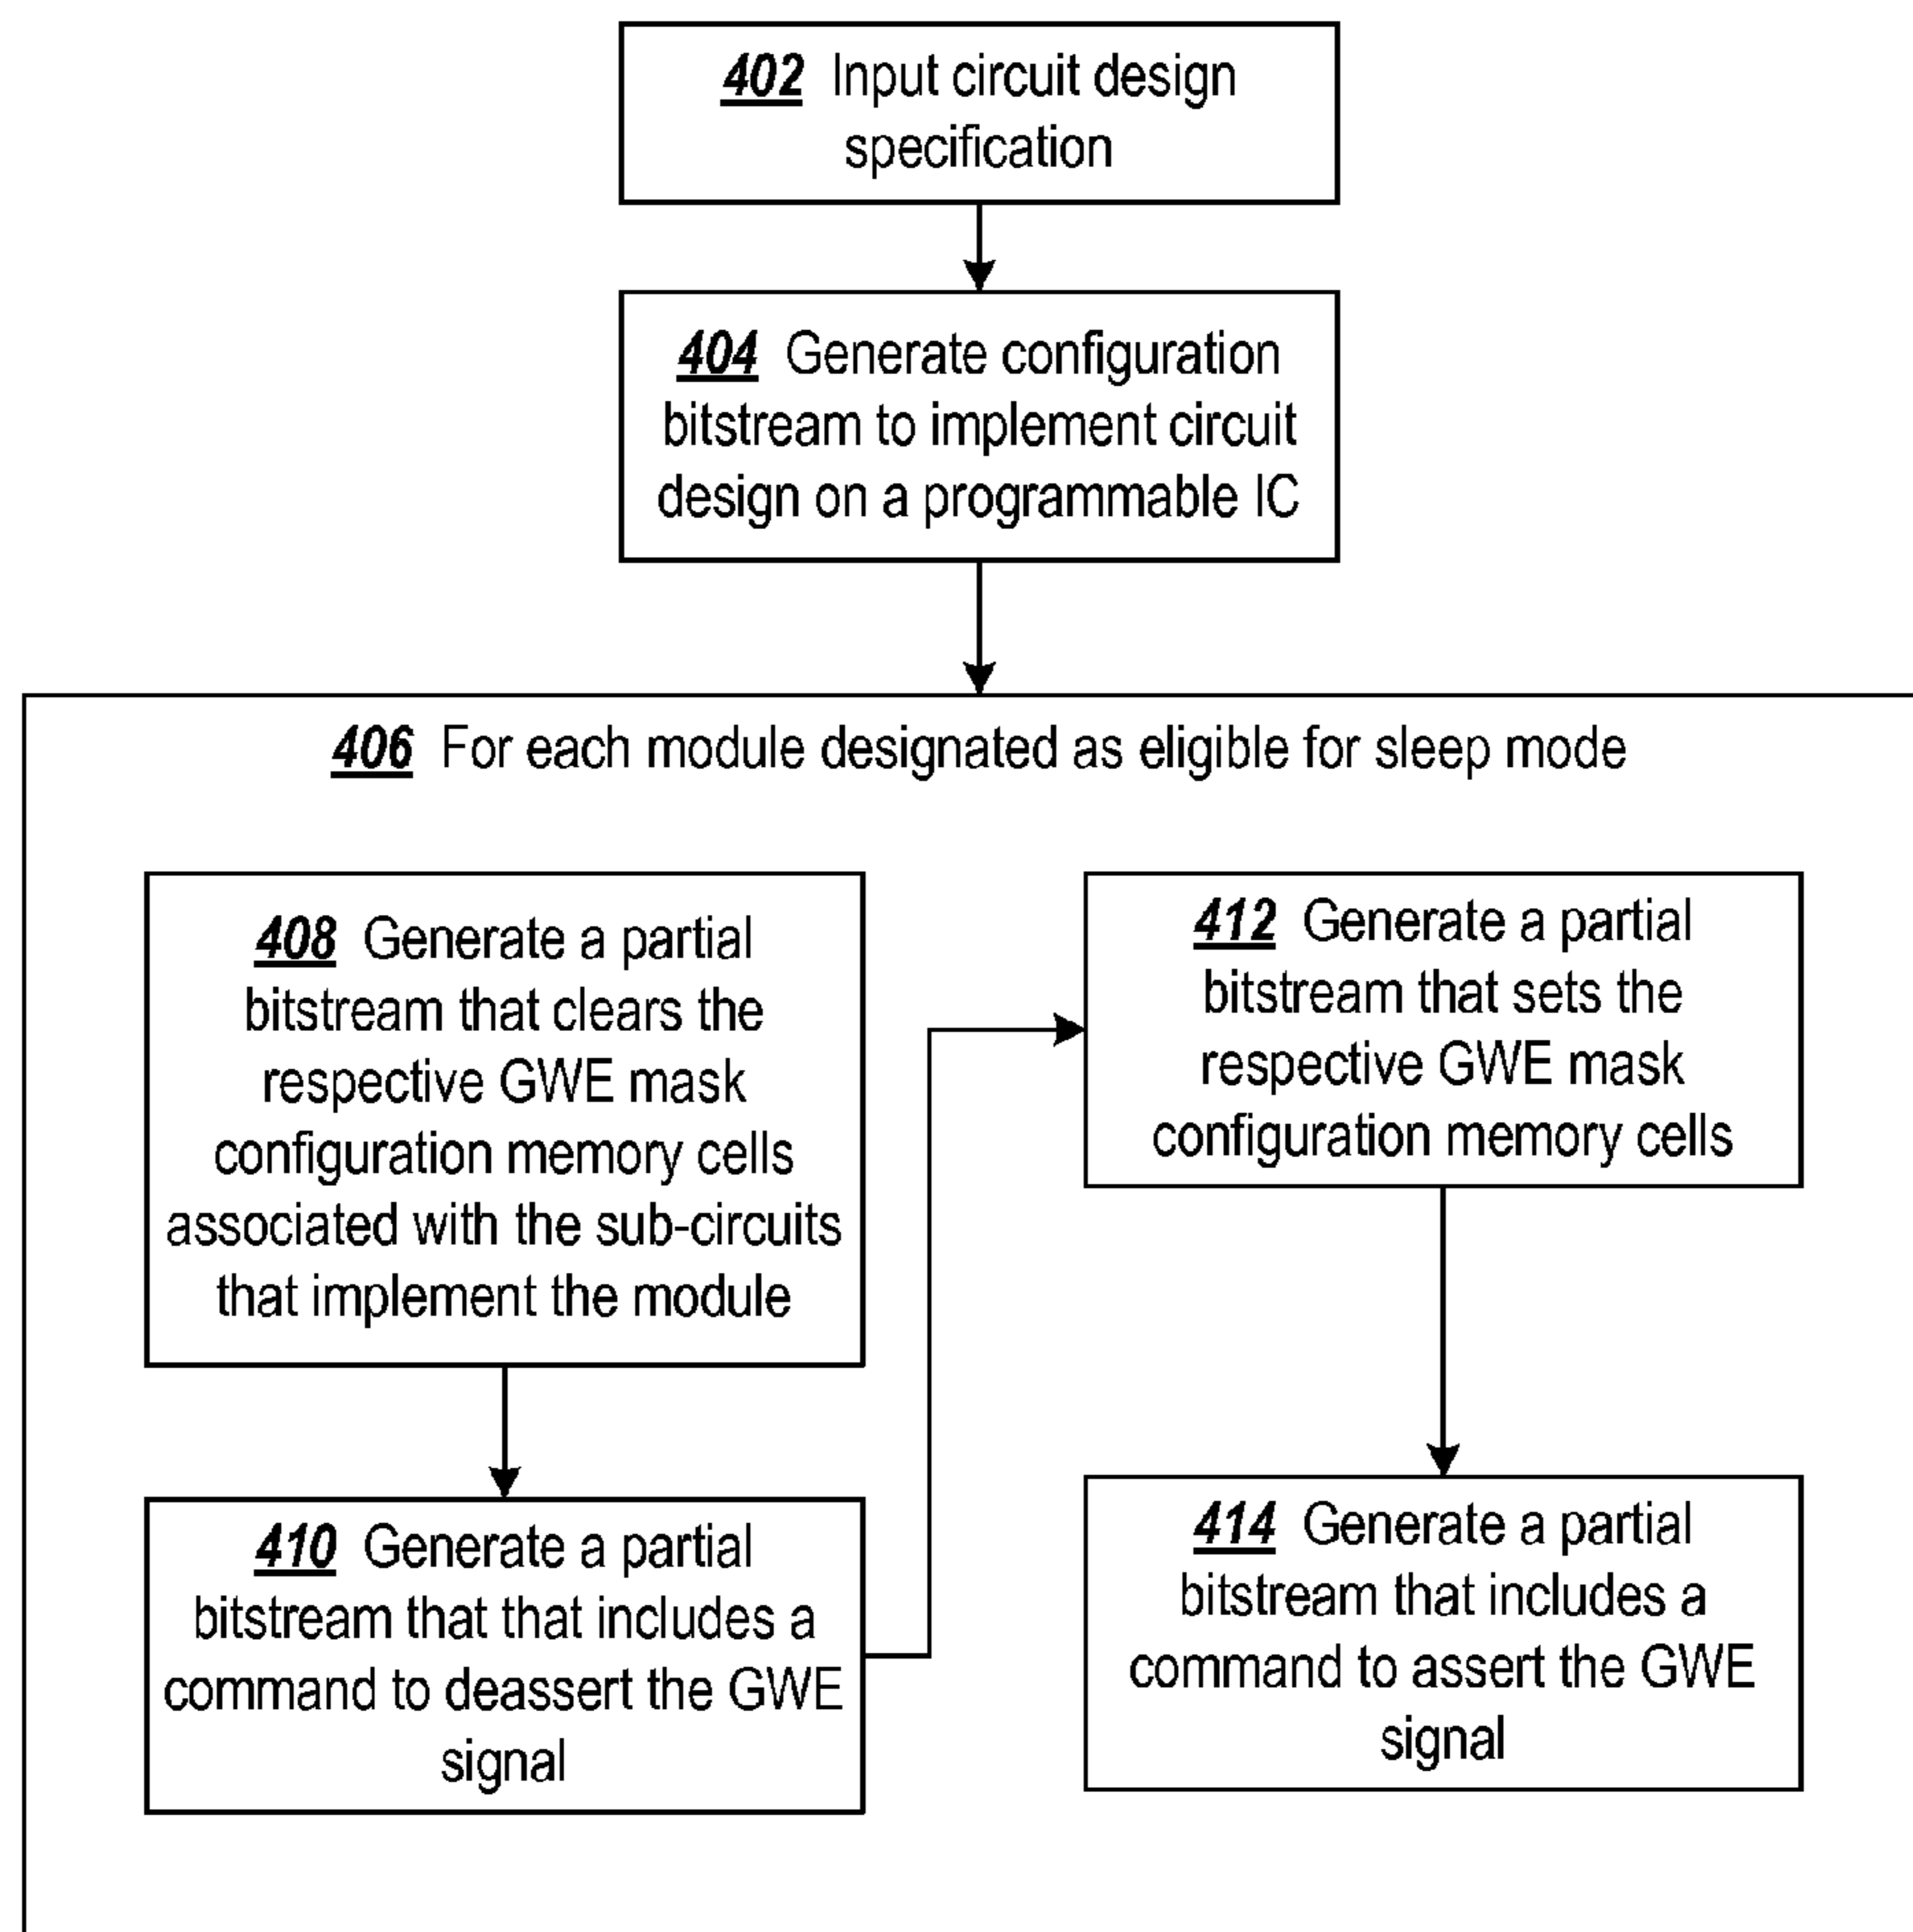 402 Input circuit design
specification
404 Generate configuration
bitstream to implement circuit
design on a programmable IC
406 For each module designated as eligible for sleep mode
408 Generate a partial
bitstream that clears the
respective GWE mask
configuration memory cells
associated with the sub-circuits
that implement the module
410 Generate a partial
bitstream that that includes a
command to deassert the GWE
signal
412 Generate a partial
bitstream that sets the
respective GWE mask
configuration memory cells
414 Generate a partial
bitstream that includes a
command to assert the GWE
signal